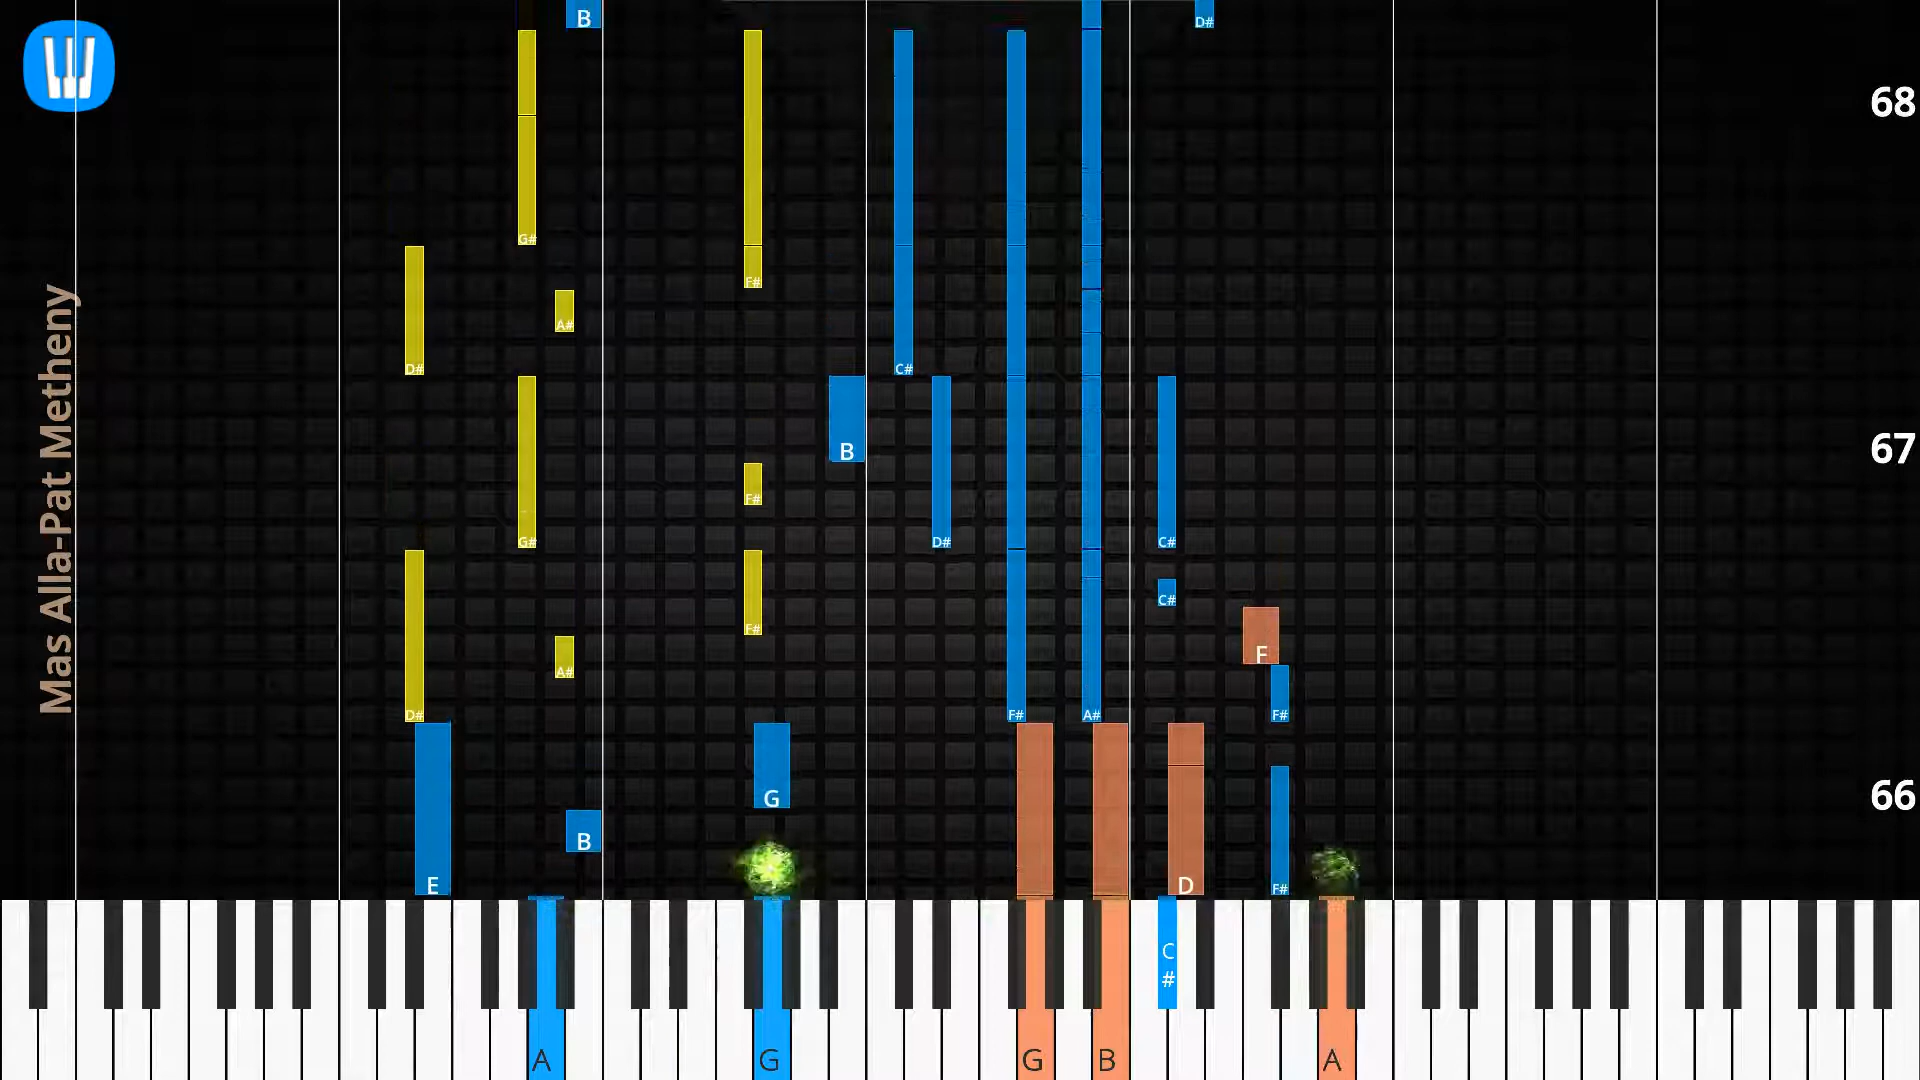 B
D#
68
G#
F#
A#
D#
C#
67
B
F#
G#
D#
C#
C#
F#
F
A#
D#
F#
A#
F#
66
G
B
E
D
F#
C
#
A
G
G
B
A
Mas Alla-Pat Metheny